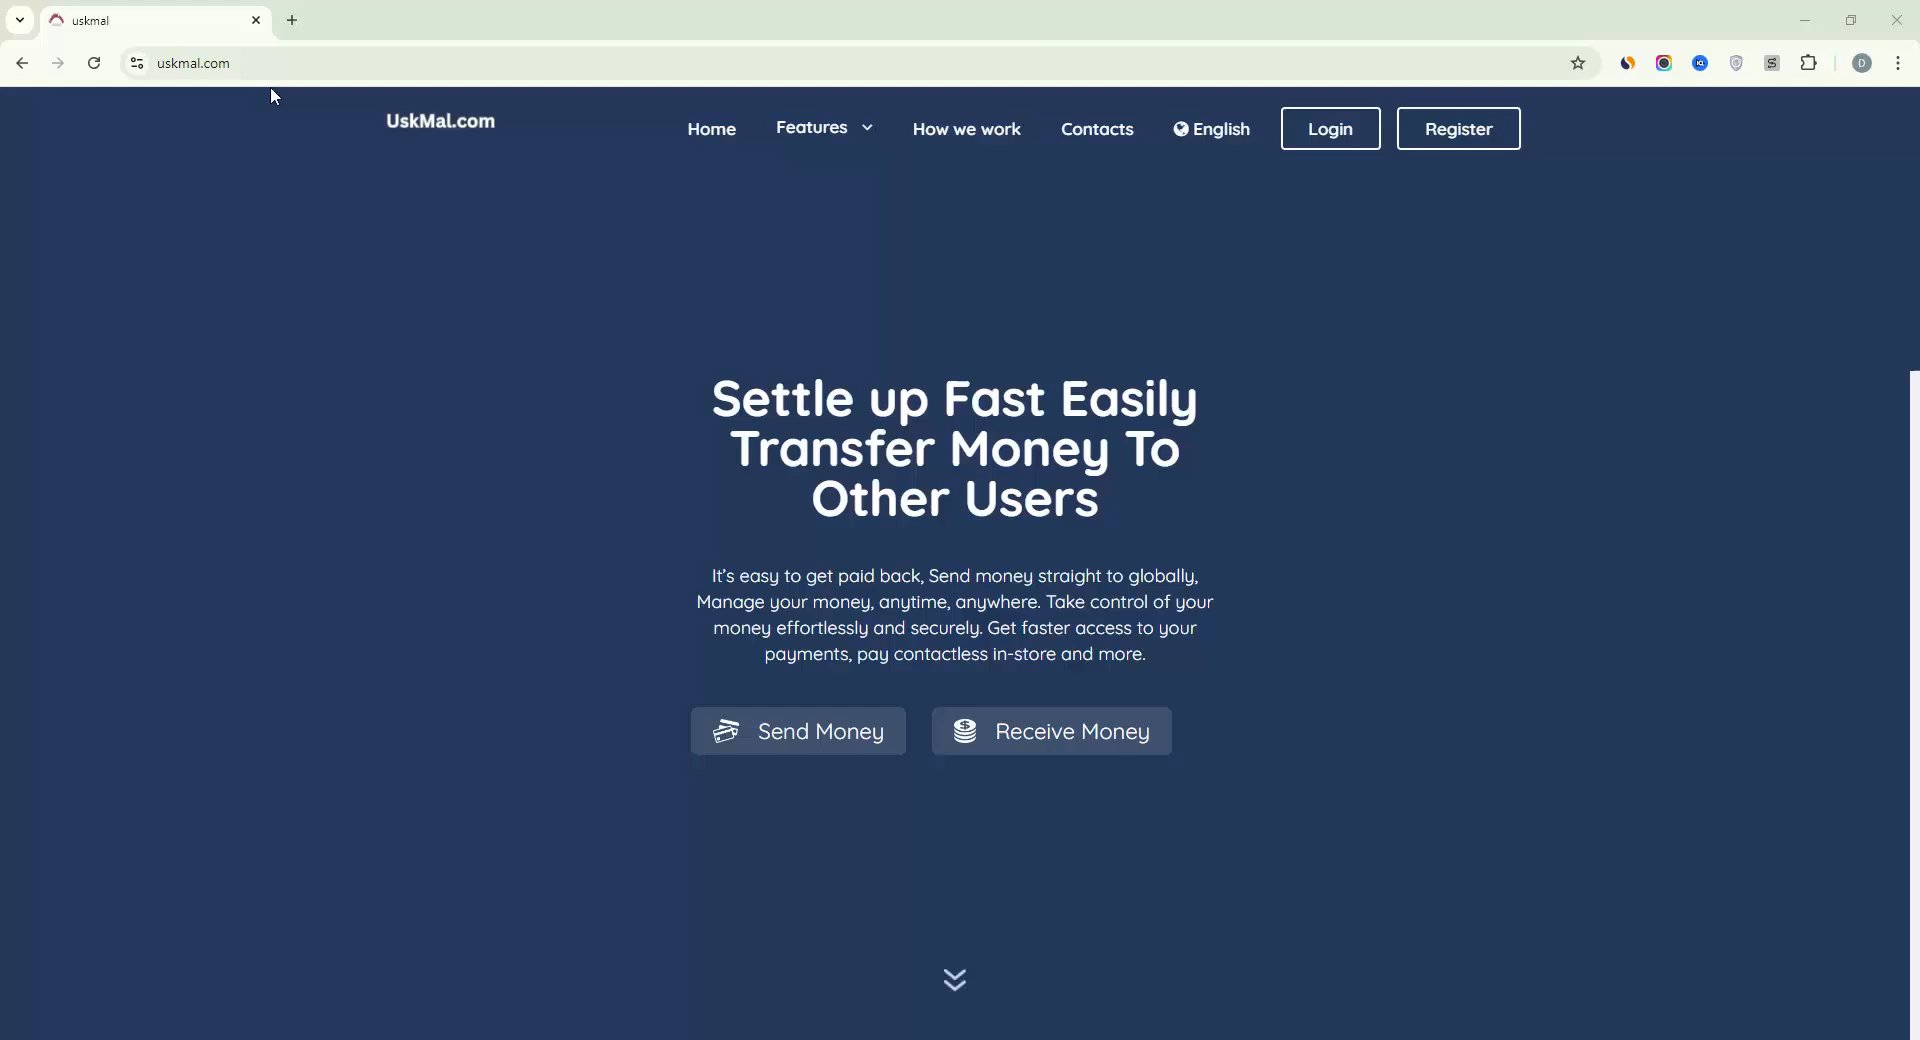 uskmal
uskmal.com
D
UskMal.com
Home
Features
How we work
Contacts
English
Login
Register
Settle up Fast Easily
Transfer Money To
Other Users
It’s easy to get paid back, Send money straight to globally,
Manage your money, anytime, anywhere. Take control of your
money effortlessly and securely. Get faster access to your
payments, pay contactless in-store and more.
Send Money
Receive Money